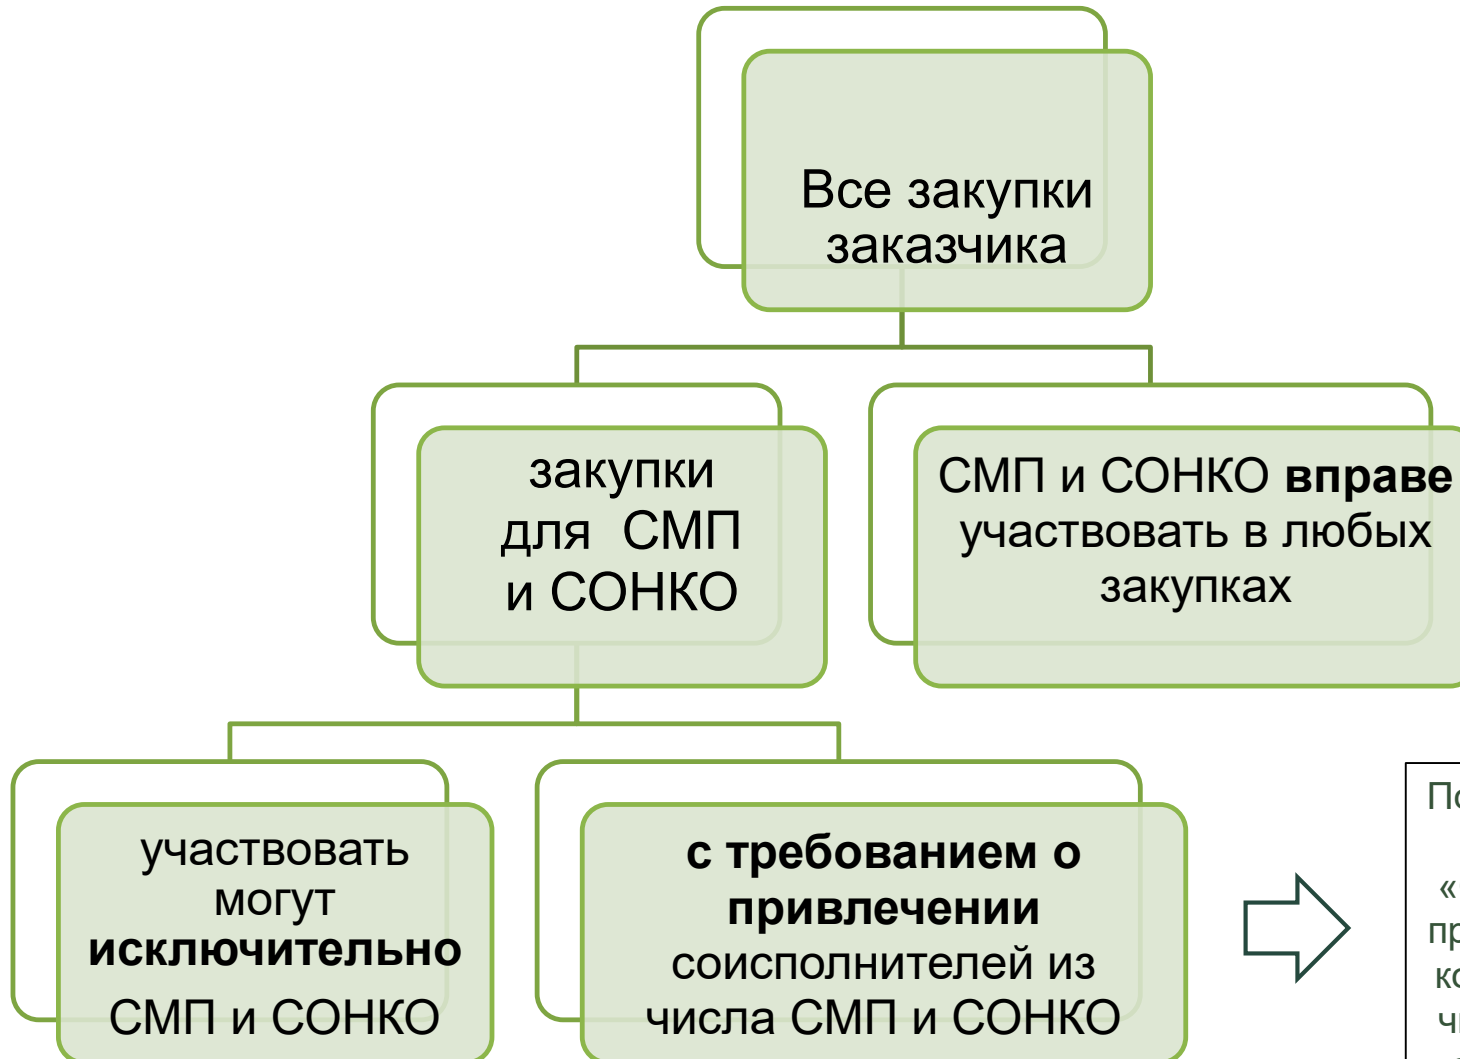 Все закупки
заказчика
закупки
для СМП
и СОНКО
СМП и СОНКО вправе
участвовать в любых
закупках
участвовать
могут
исключительно
СМП и СОНКО
с требованием о
привлечении
соисполнителей из
числа СМП и СОНКО